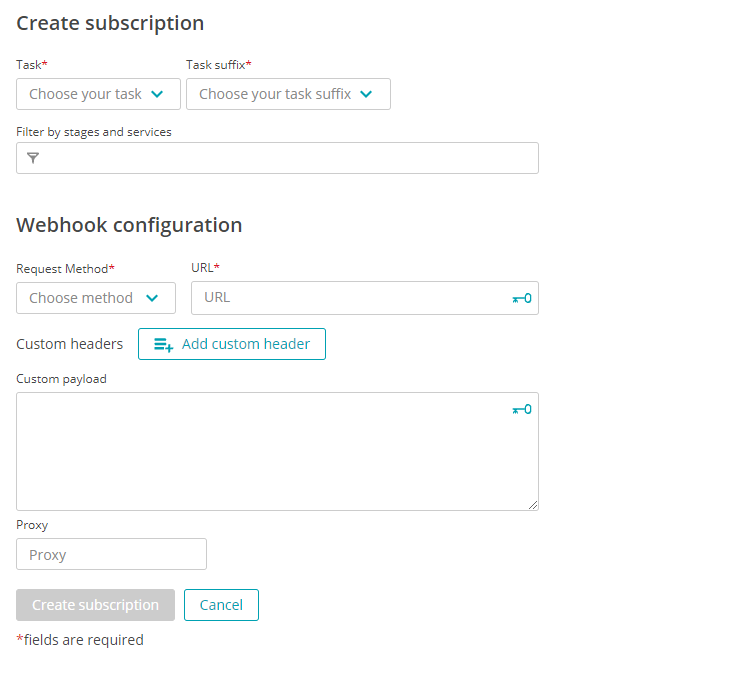 Create subscription
Task* Task suffix*
Choose your task Choose your task suffix
Filter by stages and services
Webhook configuration
Request Method* URL*
Choose method URL
Custom headers Add custom header
Custom payload
Proxy
Proxy
Create subscription Cancel
*fields are required